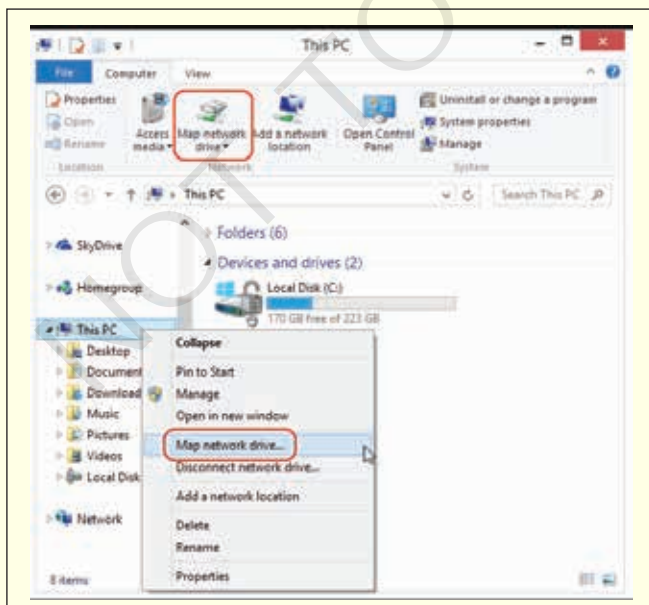 This PC
File Computer View
Properties
Open
Rename
Access media
Map network drive
Add a network location
Open Control Panel
Uninstall or change a program
System properties
Manage
Location
Network
System
This PC
Search This PC
SkyDrive
Homegroup
This PC
Desktop
Document
Download
Music
Pictures
Videos
Local Disk
Network
Folders (6)
Devices and drives (2)
Local Disk (C:)
170 GB free of 223 GB
Collapse
Pin to Start
Manage
Open in new window
Map network drive...
Disconnect network drive...
Add a network location
Delete
Rename
Properties
8 items
NOT TO